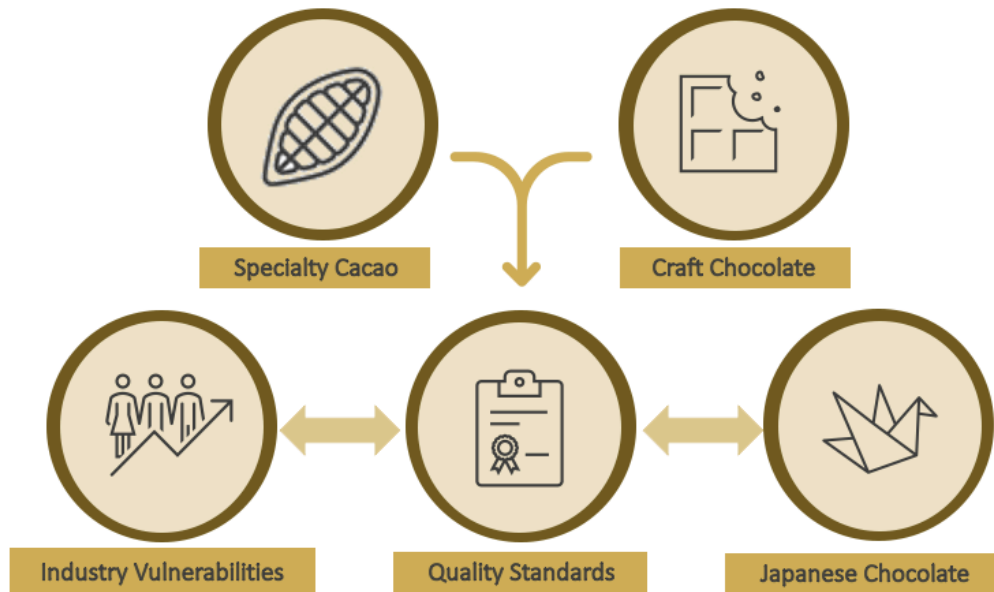 Specialty Cacao
Craft Chocolate
Industry Vulnerabilities
Quality Standards
Japanese Chocolate